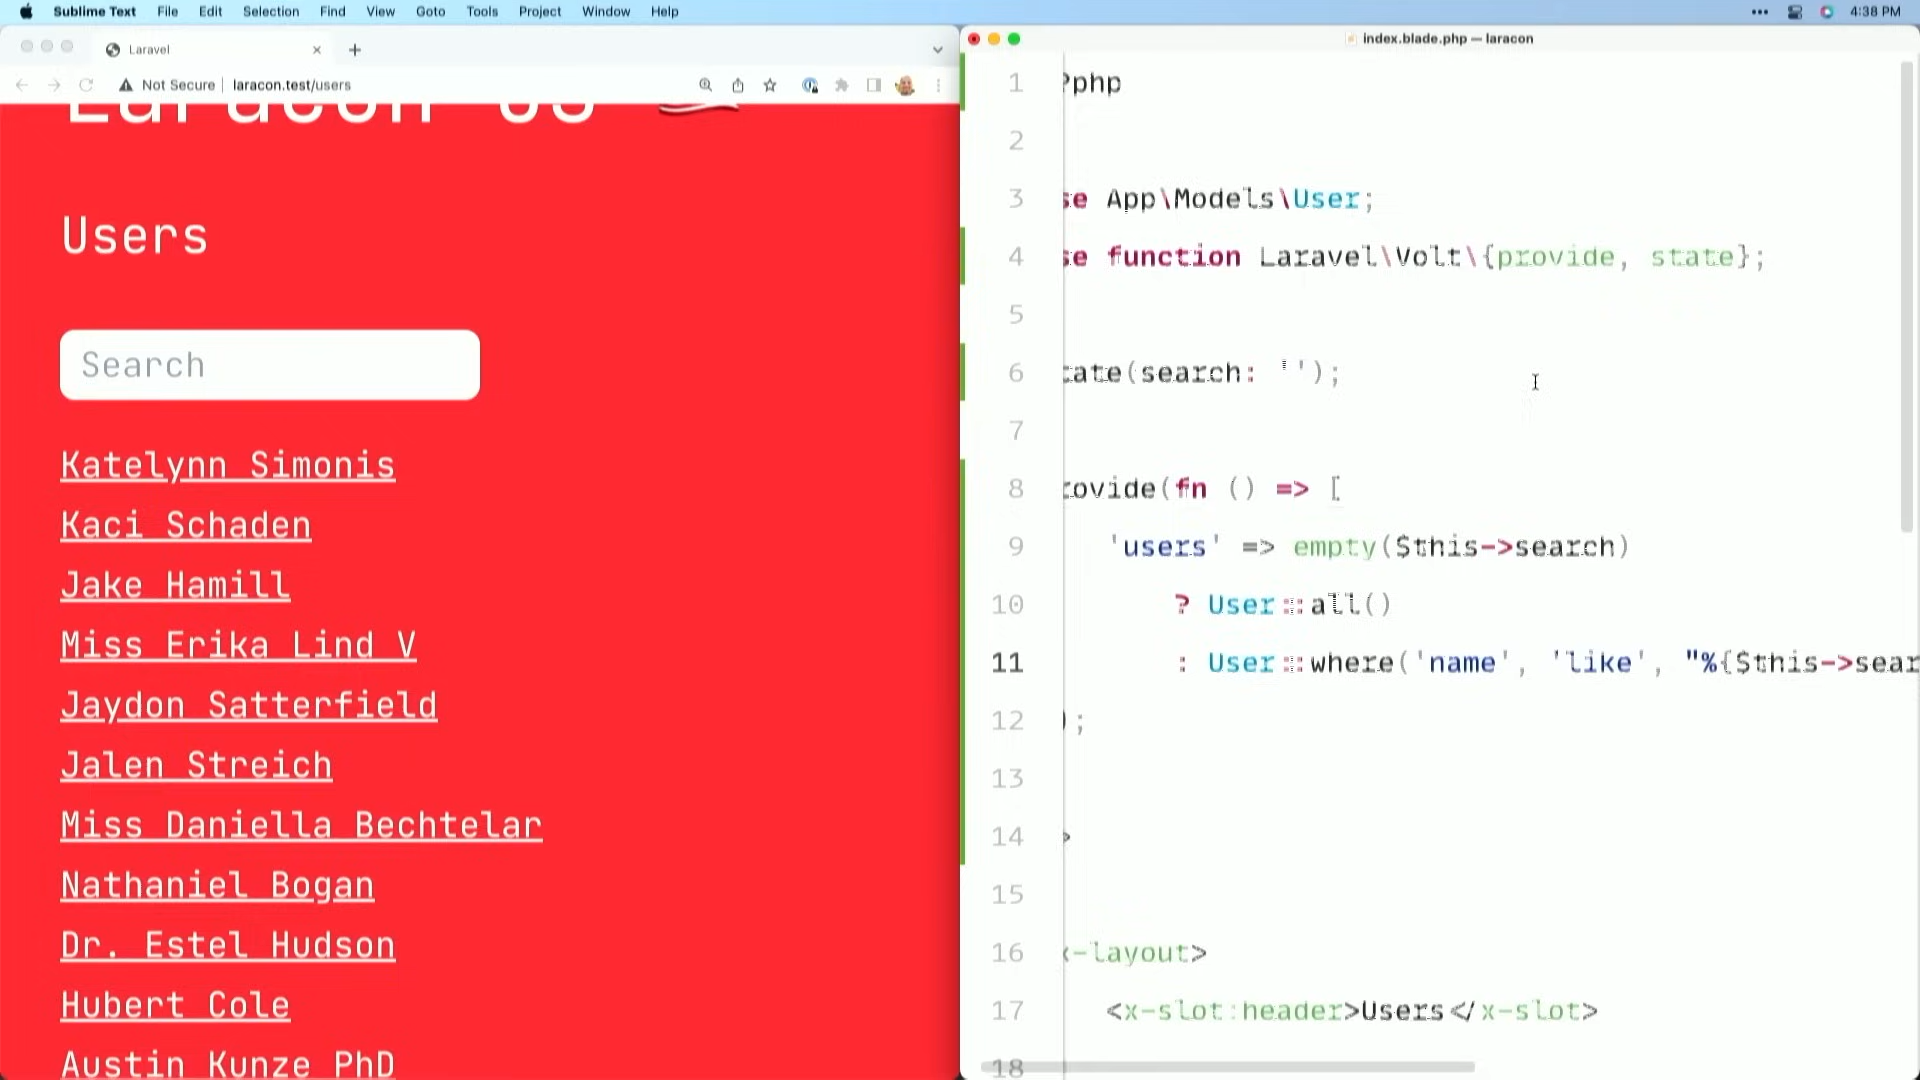 Sublime Text File Edit Selection Find View Goto Tools Project Window Help 4:38 PM
Laravel
Not Secure laracon.test/users
Laracon US
Users
Search
Katelynn Simonis
Kaci Schaden
Jake Hamill
Miss Erika Lind V
Jaydon Satterfield
Jalen Streich
Miss Daniella Bechtelar
Nathaniel Bogan
Dr. Estel Hudson
Hubert Cole
Austin Kunze PhD
index.blade.php — laracon
1 ?php
2
3 se App\Models\User;
4 se function Laravel\Volt\{provide, state};
5
6 tate(search: '');
7
8 rovide(fn () => [
9 'users' => empty($this->search)
10 ? User::all()
11 : User::where('name', 'like', "%{$this->sear
12 );
13
14 >
15
16 x-layout>
17 <x-slot:header>Users</x-slot>
18